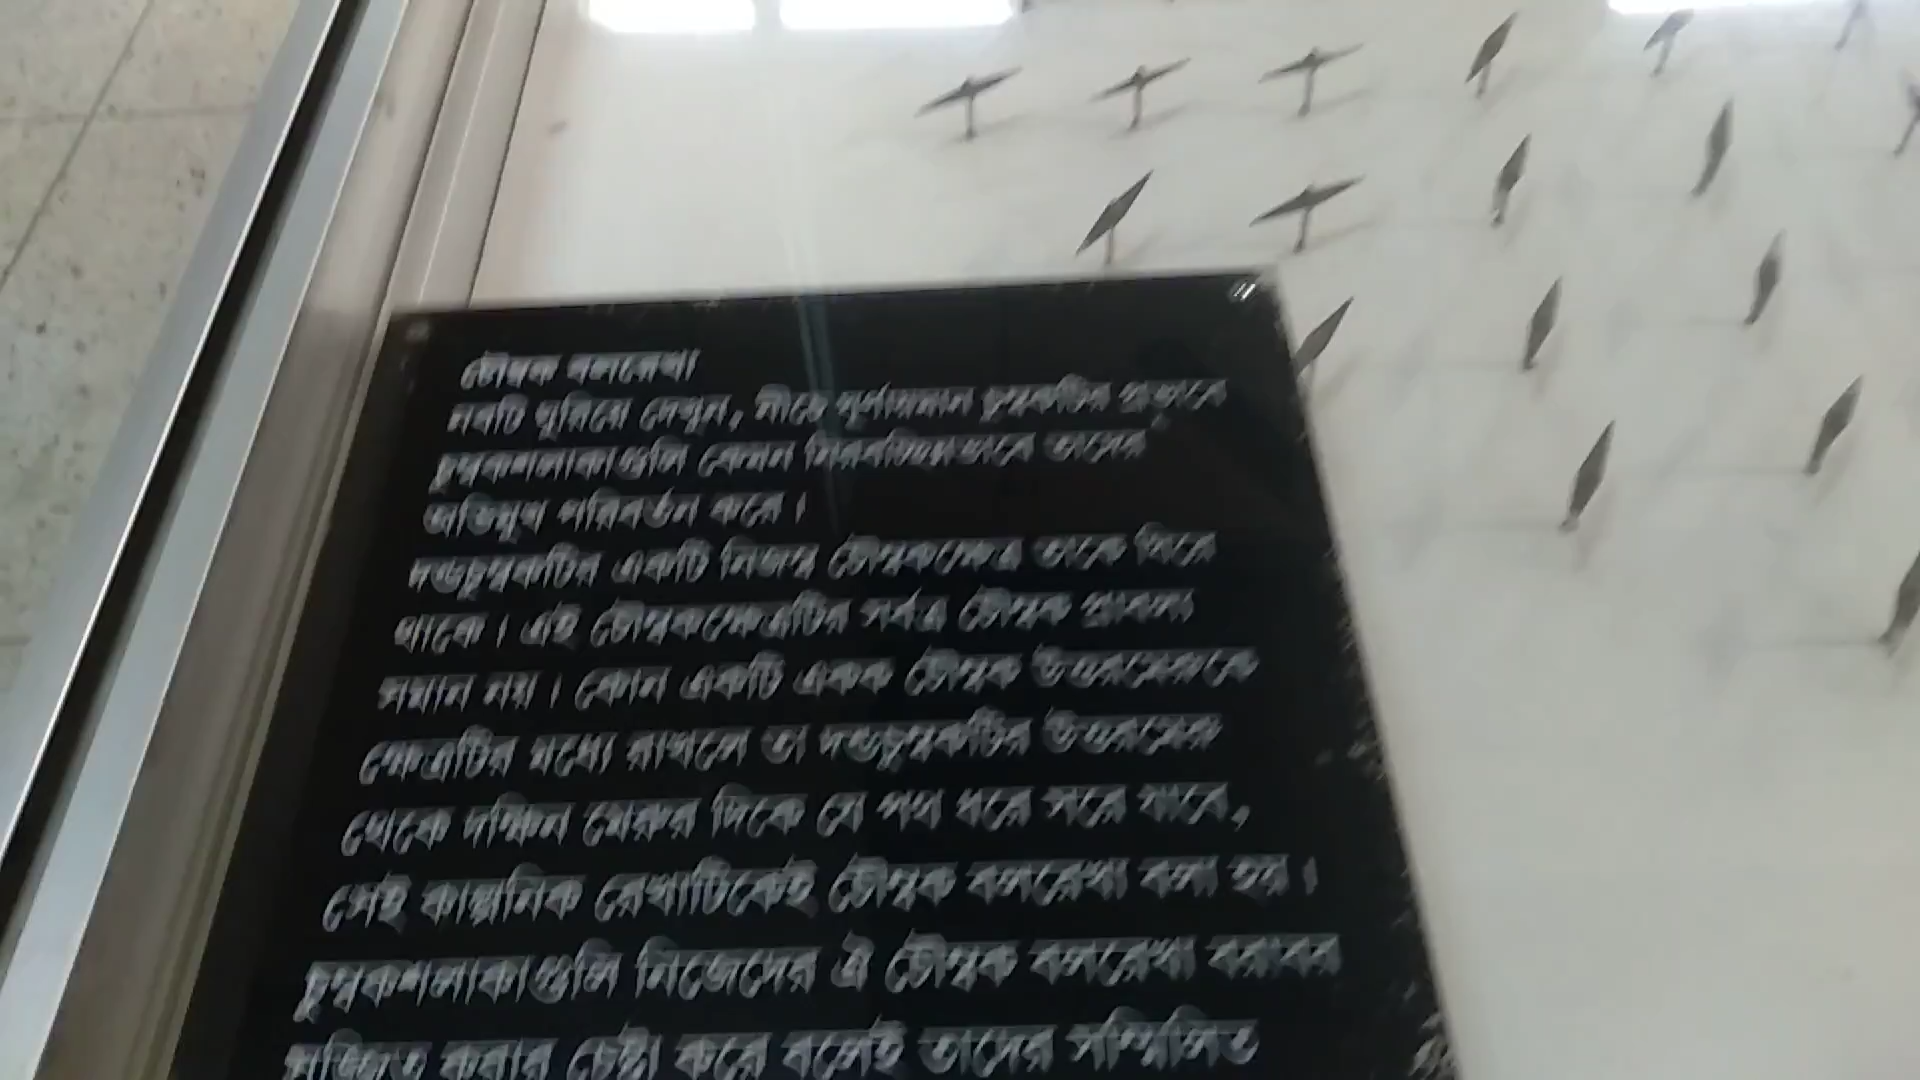 চৌম্বক বলরেখা
নবটি ঘুরিয়ে দেখুন, নীচে ঘূর্ণায়মান চুম্বকটির প্রভাবে
চুম্বকশলাকাগুলি কেমন নিরবচ্ছিন্নভাবে তাদের
অভিমুখ পরিবর্তন করে।
দন্ডচুম্বকটির একটি নিজস্ব চৌম্বকক্ষেত্র তাকে ঘিরে
থাকে। এই চৌম্বকক্ষেত্রটির সর্বত্র চৌম্বক প্রাবল্য
সমান নয়। কোন একটি একক চৌম্বক উত্তরমেরুকে
ক্ষেত্রটির মধ্যে রাখলে তা দন্ডচুম্বকটির উত্তরমেরু
থেকে দক্ষিন মেরুর দিকে যে পথ ধরে সরে যাবে,
সেই কাল্পনিক রেখাটিকেই চৌম্বক বলরেখা বলা হয়।
চুম্বকশলাকাগুলি নিজেদের ঐ চৌম্বক বলরেখা বরাবর
সজ্জিত করার চেষ্টা করে বলেই তাদের সম্মিলিত